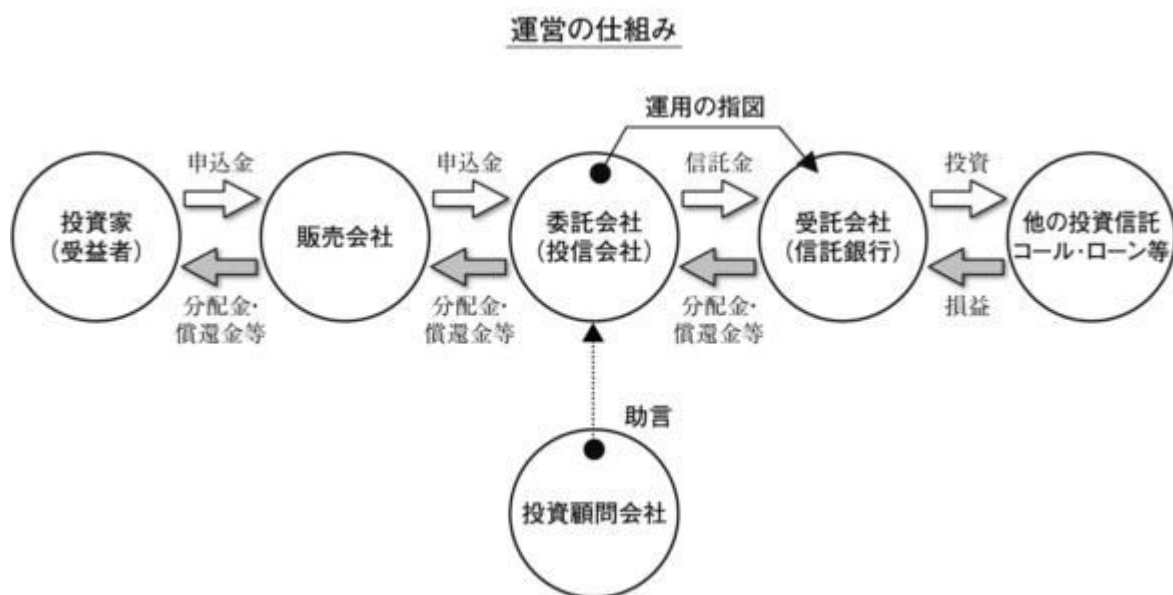 運営の仕組み
運用の指図
申込金
申込金
信託金
投資
投資家
(受益者)
販売会社
委託会社
(投信会社)
受託会社
(信託銀行)
他の投資信託
コール・ローン等
分配金・
償還金等
分配金・
償還金等
分配金・
償還金等
損益
助言
投資顧問会社